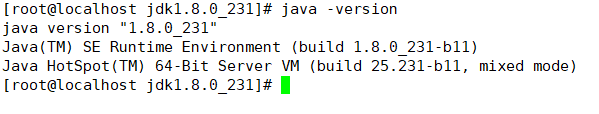 [root@localhost jdk1.8.0_231]# java -version
java version "1.8.0_231"
Java(TM) SE Runtime Environment (build 1.8.0_231-b11)
Java HotSpot(TM) 64-Bit Server VM (build 25.231-b11, mixed mode)
[root@localhost jdk1.8.0_231]#